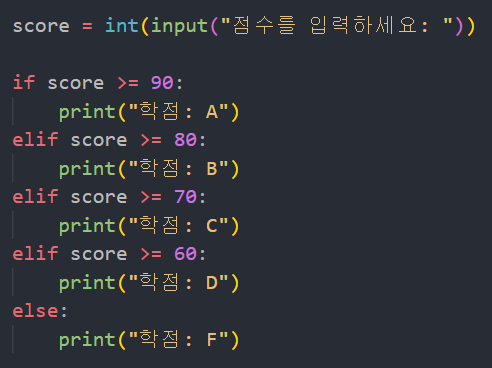 score = int(input("점수를 입력하세요: "))
if score >= 90:
    print("학점: A")
elif score >= 80:
    print("학점: B")
elif score >= 70:
    print("학점: C")
elif score >= 60:
    print("학점: D")
else:
    print("학점: F")